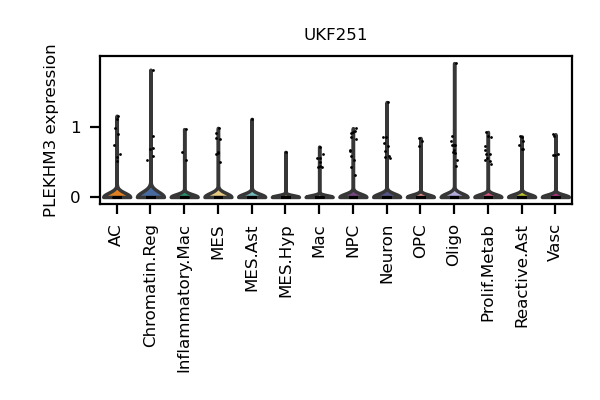 UKF251
PLEKHM3 expression
1
0
AC
Chromatin.Reg
Inflammatory.Mac
MES
MES.Ast
MES.Hyp
Mac
NPC
Neuron
OPC
Oligo
Prolif.Metab
Reactive.Ast
Vasc